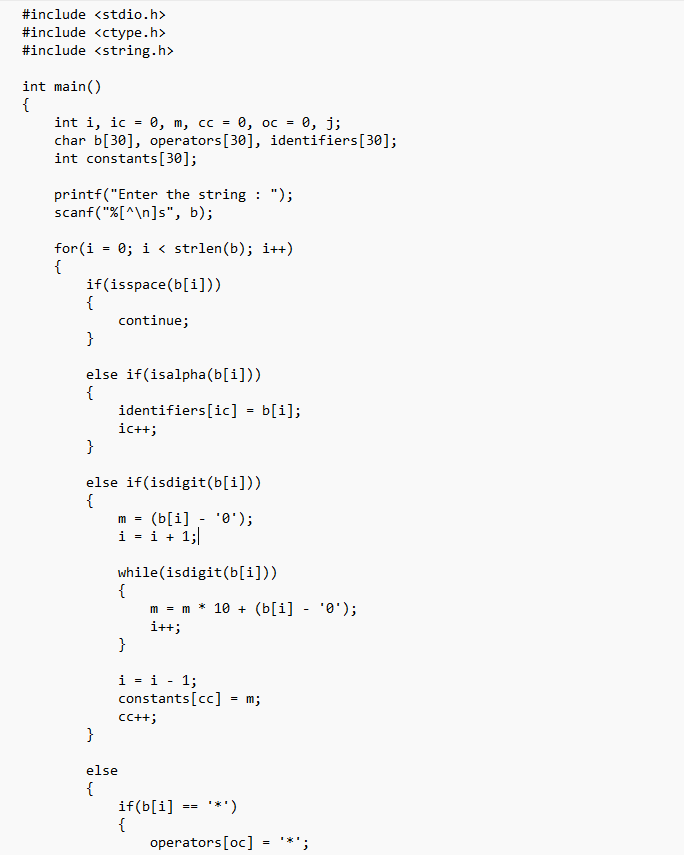 #include <stdio.h>
#include <ctype.h>
#include <string.h>

int main()
{
    int i, ic = 0, m, cc = 0, oc = 0, j;
    char b[30], operators[30], identifiers[30];
    int constants[30];

    printf("Enter the string : ");
    scanf("%[^\n]s", b);

    for(i = 0; i < strlen(b); i++)
    {
        if(isspace(b[i]))
        {
            continue;
        }

        else if(isalpha(b[i]))
        {
            identifiers[ic] = b[i];
            ic++;
        }

        else if(isdigit(b[i]))
        {
            m = (b[i] - '0');
            i = i + 1;

            while(isdigit(b[i]))
            {
                m = m * 10 + (b[i] - '0');
                i++;
            }

            i = i - 1;
            constants[cc] = m;
            cc++;
        }

        else
        {
            if(b[i] == '*')
            {
                operators[oc] = '*';